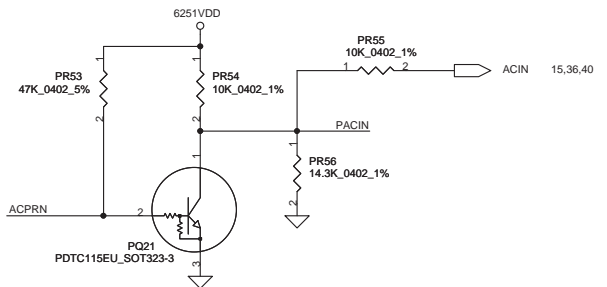 6251VDD
PR55
10K_0402_1%
1
2
ACIN 15,36,40
1
PR53
47K_0402_5%
2
1
PR54
10K_0402_1%
2
PACIN
1
PR56
14.3K_0402_1%
2
1
ACPRN
2
PQ21
PDTC115EU_SOT323-3
3